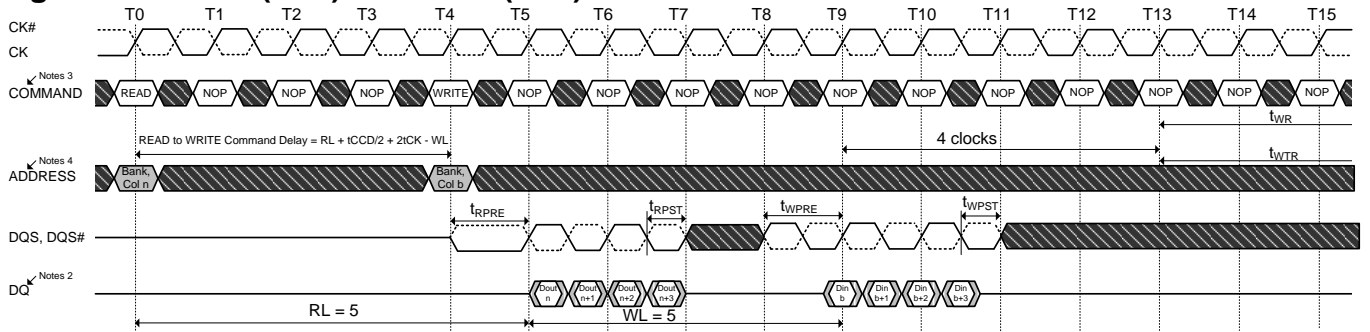 T0 T1 T2 T3 T4 T5 T6 T7 T8 T9 T10 T11 T12 T13 T14 T15
CK#
CK
Notes 3
COMMAND READ NOP NOP NOP WRITE NOP NOP NOP NOP NOP NOP NOP NOP NOP NOP NOP
tWR
READ to WRITE Command Delay = RL + tCCD/2 + 2tCK - WL
4 clocks
tWTR
Notes 4
ADDRESS Bank, Col n Bank, Col b
tRPRE tRPST tWPRE tWPST
DQS, DQS#
Notes 2
DQ Dout n Dout n+1 Dout n+2 Dout n+3 Din b Din b+1 Din b+2 Din b+3
RL = 5 WL = 5